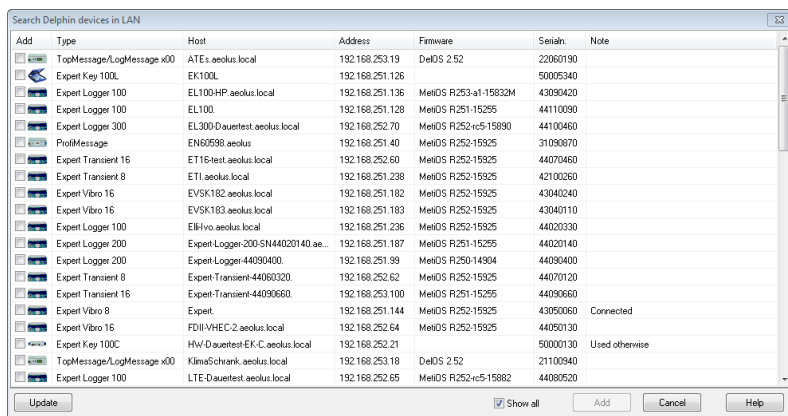 Search Delphin devices in LAN
Add Type Host Address Firmware Serialn. Note
TopMessage/LogMessage x00 ATEs.aeolus.local 192.168.253.19 DelOS 2.52 22060190
Expert Key 100L EK100L 192.168.251.126 50005340
Expert Logger 100 EL100-HP.aeolus.local 192.168.251.136 MetiOS R253-a1-15832M 43090420
Expert Logger 100 EL100. 192.168.251.128 MetiOS R251-15255 44110090
Expert Logger 300 EL300-Dauertest.aeolus.local 192.168.252.70 MetiOS R252-rc5-15890 44100460
ProfiMessage EN60598.aeolus 192.168.251.40 MetiOS R252-15925 31090870
Expert Transient 16 ET16-test.aeolus.local 192.168.252.60 MetiOS R252-15925 44070460
Expert Transient 8 ETI.aeolus.local 192.168.251.238 MetiOS R252-15925 42100260
Expert Vibro 16 EVSK182.aeolus.local 192.168.251.182 MetiOS R252-15925 43040240
Expert Vibro 16 EVSK183.aeolus.local 192.168.251.183 MetiOS R252-15925 43040110
Expert Logger 100 Elli-Ivo.aeolus.local 192.168.251.236 MetiOS R252-15925 44020330
Expert Logger 200 Expert-Logger-200-SN44020140.ae... 192.168.251.187 MetiOS R251-15255 44020140
Expert Logger 200 Expert-Logger-44090400. 192.168.251.99 MetiOS R250-14904 44090400
Expert Transient 8 Expert-Transient-44060320. 192.168.252.62 MetiOS R252-15925 44070120
Expert Transient 16 Expert-Transient-44090660. 192.168.253.100 MetiOS R251-15255 44090660
Expert Vibro 8 Expert. 192.168.251.144 MetiOS R252-15925 43050060 Connected
Expert Vibro 16 FDII-VHEC-2.aeolus.local 192.168.252.64 MetiOS R252-15925 44050130
Expert Key 100C HW-Dauertest-EK-C.aeolus.local 192.168.252.21 50000130 Used otherwise
TopMessage/LogMessage x00 KlimaSchrank.aeolus.local 192.168.253.18 DelOS 2.52 21100940
Expert Logger 100 LTE-Dauertest.aeolus.local 192.168.252.65 MetiOS R252-rc5-15882 44080520
Update Show all Add Cancel Help